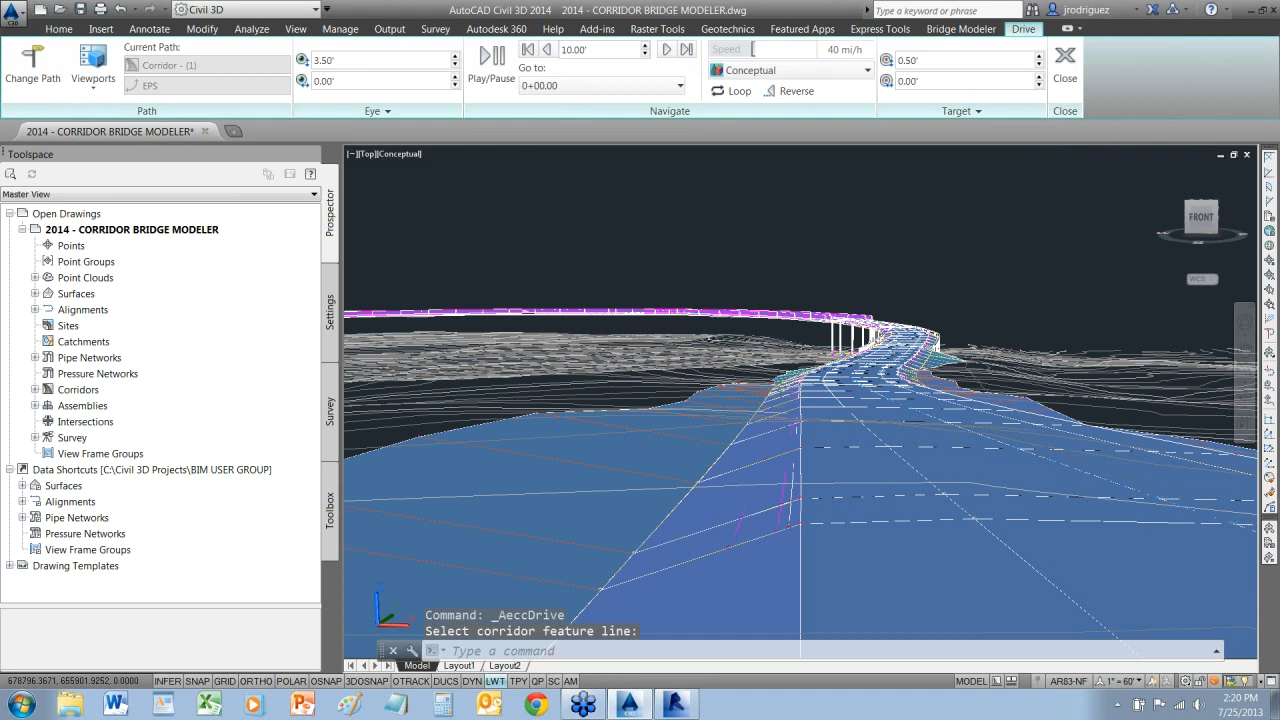 Civil 3D
AutoCAD Civil 3D 2014 2014 - CORRIDOR BRIDGE MODELER.dwg
Type a keyword or phrase
jrodriguez
Home Insert Annotate Modify Analyze View Manage Output Survey Autodesk 360 Help Add-ins Raster Tools Geotechnics Featured Apps Express Tools Bridge Modeler Drive
Change Path
Viewports
Current Path:
Corridor - (1)
EPS
Path
3.50'
0.00'
Eye
Play/Pause
10.00'
Go to:
0+00.00
Speed 40 mi/h
Conceptual
Loop Reverse
Navigate
0.50'
0.00'
Target
Close
Close
2014 - CORRIDOR BRIDGE MODELER*
Toolspace
Master View
Open Drawings
2014 - CORRIDOR BRIDGE MODELER
Points
Point Groups
Point Clouds
Surfaces
Alignments
Sites
Catchments
Pipe Networks
Pressure Networks
Corridors
Assemblies
Intersections
Survey
View Frame Groups
Data Shortcuts [C:\Civil 3D Projects\BIM USER GROUP]
Surfaces
Alignments
Pipe Networks
Pressure Networks
View Frame Groups
Drawing Templates
Prospector
Settings
Survey
Toolbox
[−][Top][Conceptual]
FRONT
WCS
Command: _AeccDrive
Select corridor feature line:
Type a command
Model Layout1 Layout2
678796.3671, 655901.9252, 0.0000 INFER SNAP GRID ORTHO POLAR OSNAP 3DOSNAP OTRACK DUCS DYN LWT TPY QP SC AM MODEL AR83-NF 1" = 60'
2:20 PM
7/25/2013